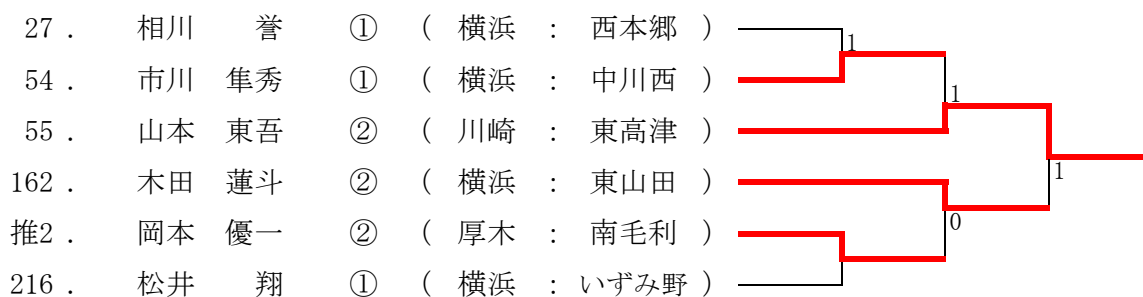 27 . 相川 誉 ① ( 横浜 : 西本郷 )
1
54 . 市川 隼秀 ① ( 横浜 : 中川西 )
1
55 . 山本 東吾 ② ( 川崎 : 東高津 )
1
162 . 木田 蓮斗 ② ( 横浜 : 東山田 )
0
推2 . 岡本 優一 ② ( 厚木 : 南毛利 )
216 . 松井 翔 ① ( 横浜 : いずみ野 )